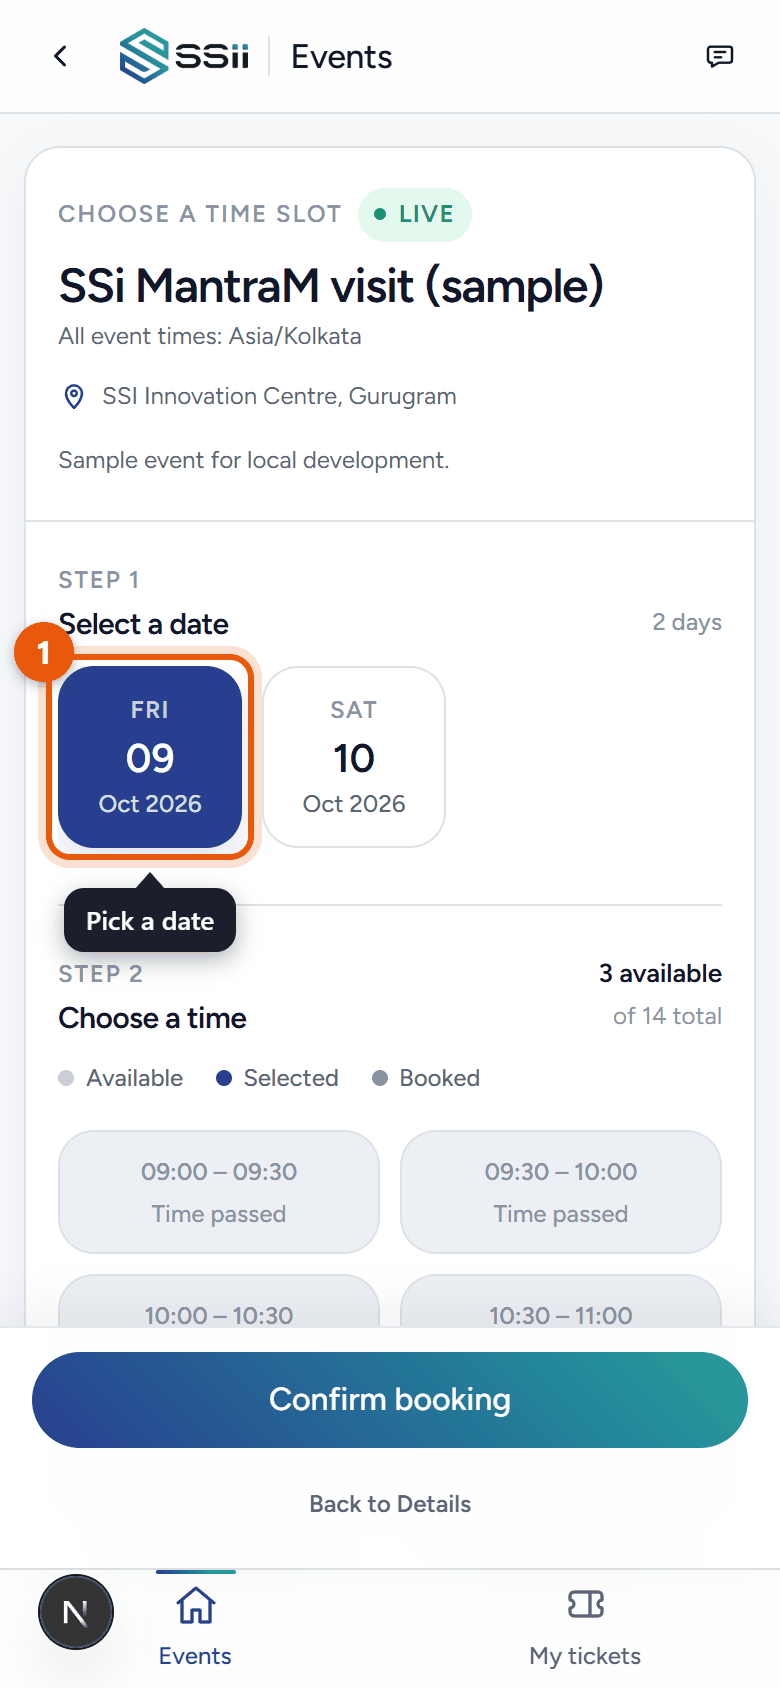 SSii
Events
CHOOSE A TIME SLOT
LIVE
SSi MantraM visit (sample)
All event times: Asia/Kolkata
SSI Innovation Centre, Gurugram
Sample event for local development.
STEP 1
Select a date
2 days
1
FRI
09
Oct 2026
SAT
10
Oct 2026
Pick a date
STEP 2
3 available
Choose a time
of 14 total
Available
Selected
Booked
09:00 – 09:30
Time passed
09:30 – 10:00
Time passed
10:00 – 10:30
10:30 – 11:00
Confirm booking
Back to Details
N
Events
My tickets